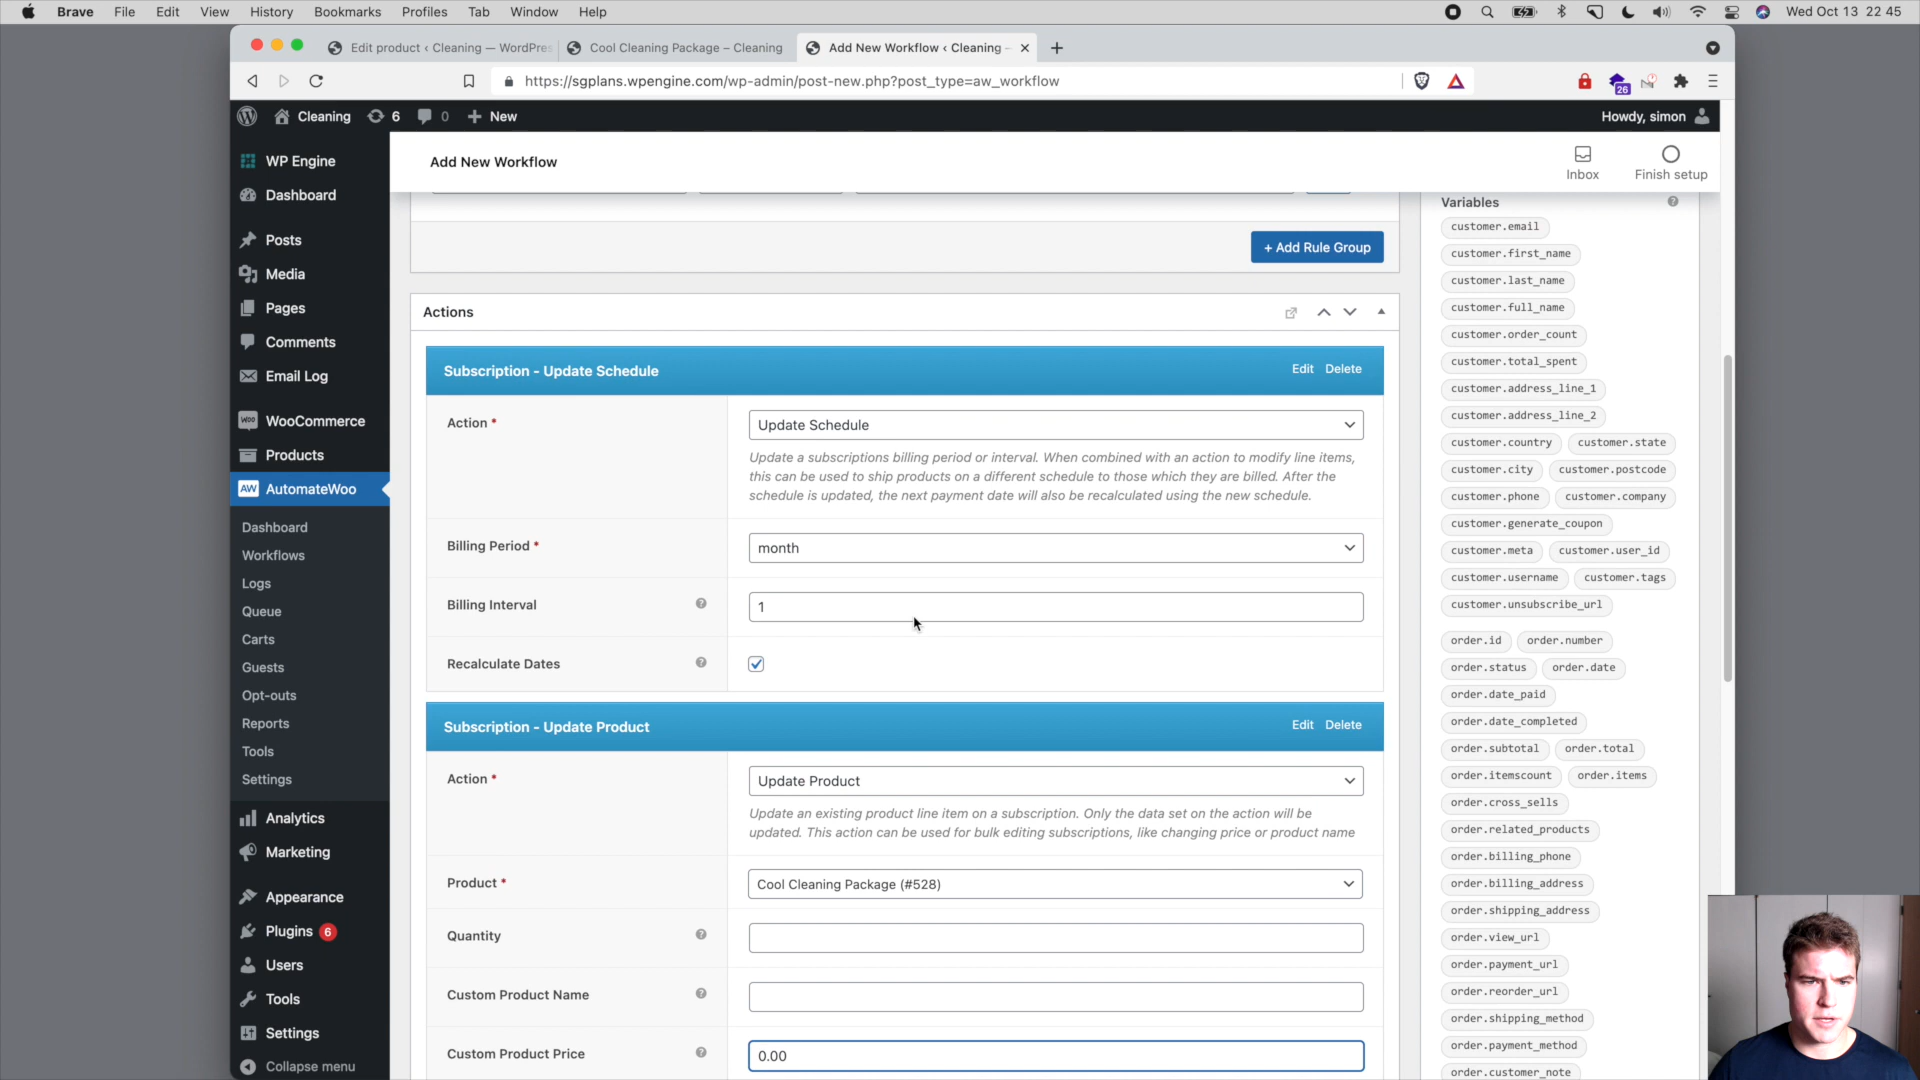 Brave File Edit View History Bookmarks Profiles Tab Window Help Wed Oct 13 22 45
Edit product ‹ Cleaning — WordPres
Cool Cleaning Package – Cleaning
Add New Workflow ‹ Cleaning –
https://sgplans.wpengine.com/wp-admin/post-new.php?post_type=aw_workflow
26
Cleaning 6 0 New Howdy, simon
WP Engine
Dashboard
Posts
Media
Pages
Comments
Email Log
WooCommerce
Products
AW AutomateWoo
Dashboard
Workflows
Logs
Queue
Carts
Guests
Opt-outs
Reports
Tools
Settings
Analytics
Marketing
Appearance
Plugins 6
Users
Tools
Settings
Collapse menu
Add New Workflow
Inbox
Finish setup
+ Add Rule Group
Actions
Subscription - Update Schedule Edit Delete
Action * Update Schedule
Update a subscriptions billing period or interval. When combined with an action to modify line items,
this can be used to ship products on a different schedule to those which they are billed. After the
schedule is updated, the next payment date will also be recalculated using the new schedule.
Billing Period * month
Billing Interval 1
Recalculate Dates
Subscription - Update Product Edit Delete
Action * Update Product
Update an existing product line item on a subscription. Only the data set on the action will be
updated. This action can be used for bulk editing subscriptions, like changing price or product name
Product * Cool Cleaning Package (#528)
Quantity
Custom Product Name
Custom Product Price 0.00
Variables
customer.email
customer.first_name
customer.last_name
customer.full_name
customer.order_count
customer.total_spent
customer.address_line_1
customer.address_line_2
customer.country customer.state
customer.city customer.postcode
customer.phone customer.company
customer.generate_coupon
customer.meta customer.user_id
customer.username customer.tags
customer.unsubscribe_url
order.id order.number
order.status order.date
order.date_paid
order.date_completed
order.subtotal order.total
order.itemscount order.items
order.cross_sells
order.related_products
order.billing_phone
order.billing_address
order.shipping_address
order.view_url
order.payment_url
order.reorder_url
order.shipping_method
order.payment_method
order.customer_note